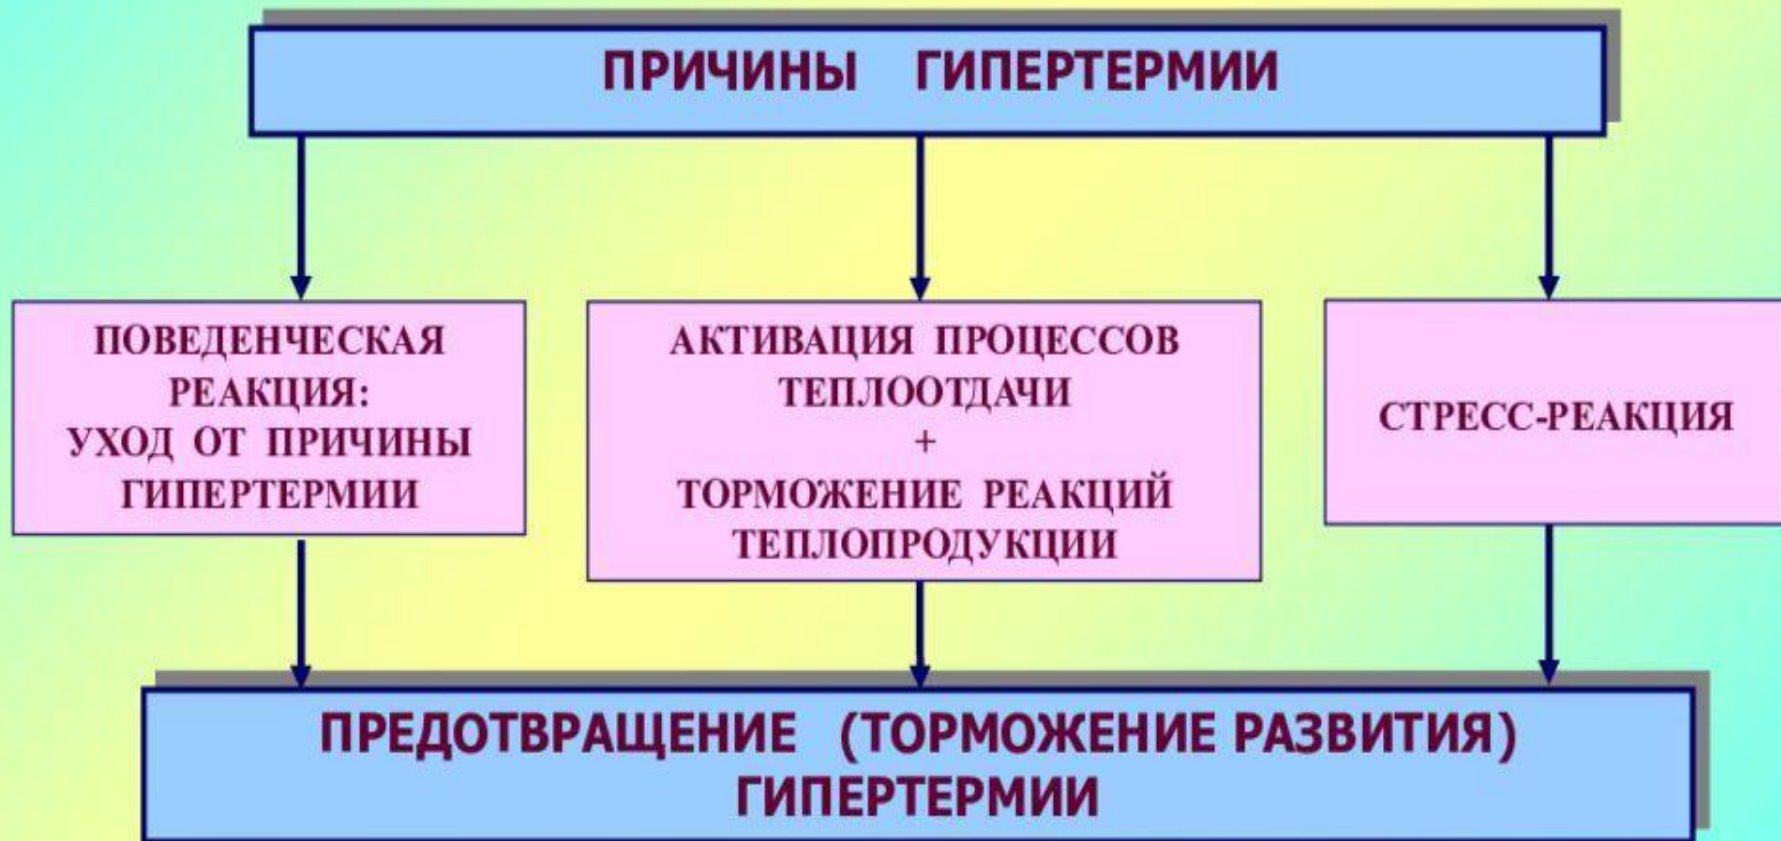 ПРИЧИНЫ ГИПЕРТЕРМИИ
ПОВЕДЕНЧЕСКАЯ
РЕАКЦИЯ:
УХОД ОТ ПРИЧИНЫ
ГИПЕРТЕРМИИ
АКТИВАЦИЯ ПРОЦЕССОВ
ТЕПЛООТДАЧИ
+
ТОРМОЖЕНИЕ РЕАКЦИЙ
ТЕПЛОПРОДУКЦИИ
СТРЕСС-РЕАКЦИЯ
ПРЕДОТВРАЩЕНИЕ (ТОРМОЖЕНИЕ РАЗВИТИЯ)
ГИПЕРТЕРМИИ